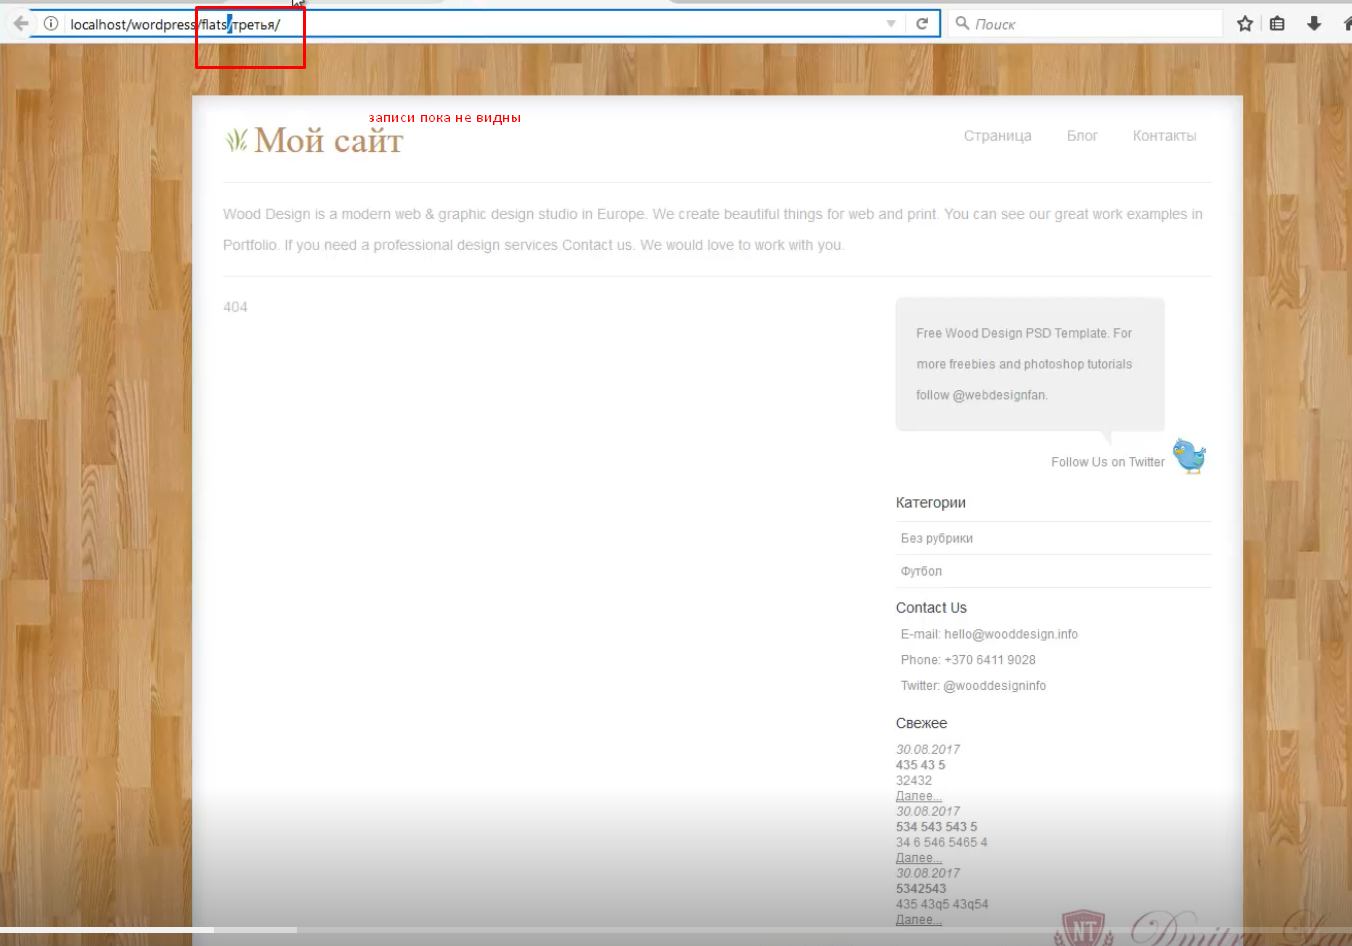 localhost/wordpress/flats/третья/
Поиск
записи пока не видны
Мой сайт
Страница Блог Контакты
Wood Design is a modern web & graphic design studio in Europe. We create beautiful things for web and print. You can see our great work examples in
Portfolio. If you need a professional design services Contact us. We would love to work with you.
404
Free Wood Design PSD Template. For
more freebies and photoshop tutorials
follow @webdesignfan.
Follow Us on Twitter
Категории
Без рубрики
Футбол
Contact Us
E-mail: hello@wooddesign.info
Phone: +370 6411 9028
Twitter: @wooddesigninfo
Свежее
30.08.2017
435 43 5
32432
Далее...
30.08.2017
534 543 543 5
34 6 546 5465 4
Далее...
30.08.2017
5342543
435 43q5 43q54
Далее...
NT